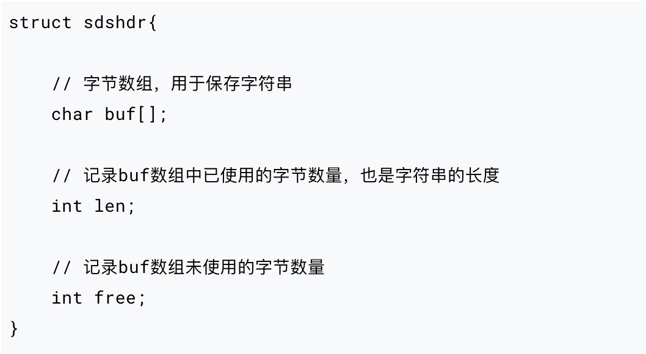 struct sdshdr{
// 字节数组，用于保存字符串
char buf[];
// 记录buf数组中已使用的字节数量，也是字符串的长度
int len;
// 记录buf数组未使用的字节数量
int free;
}